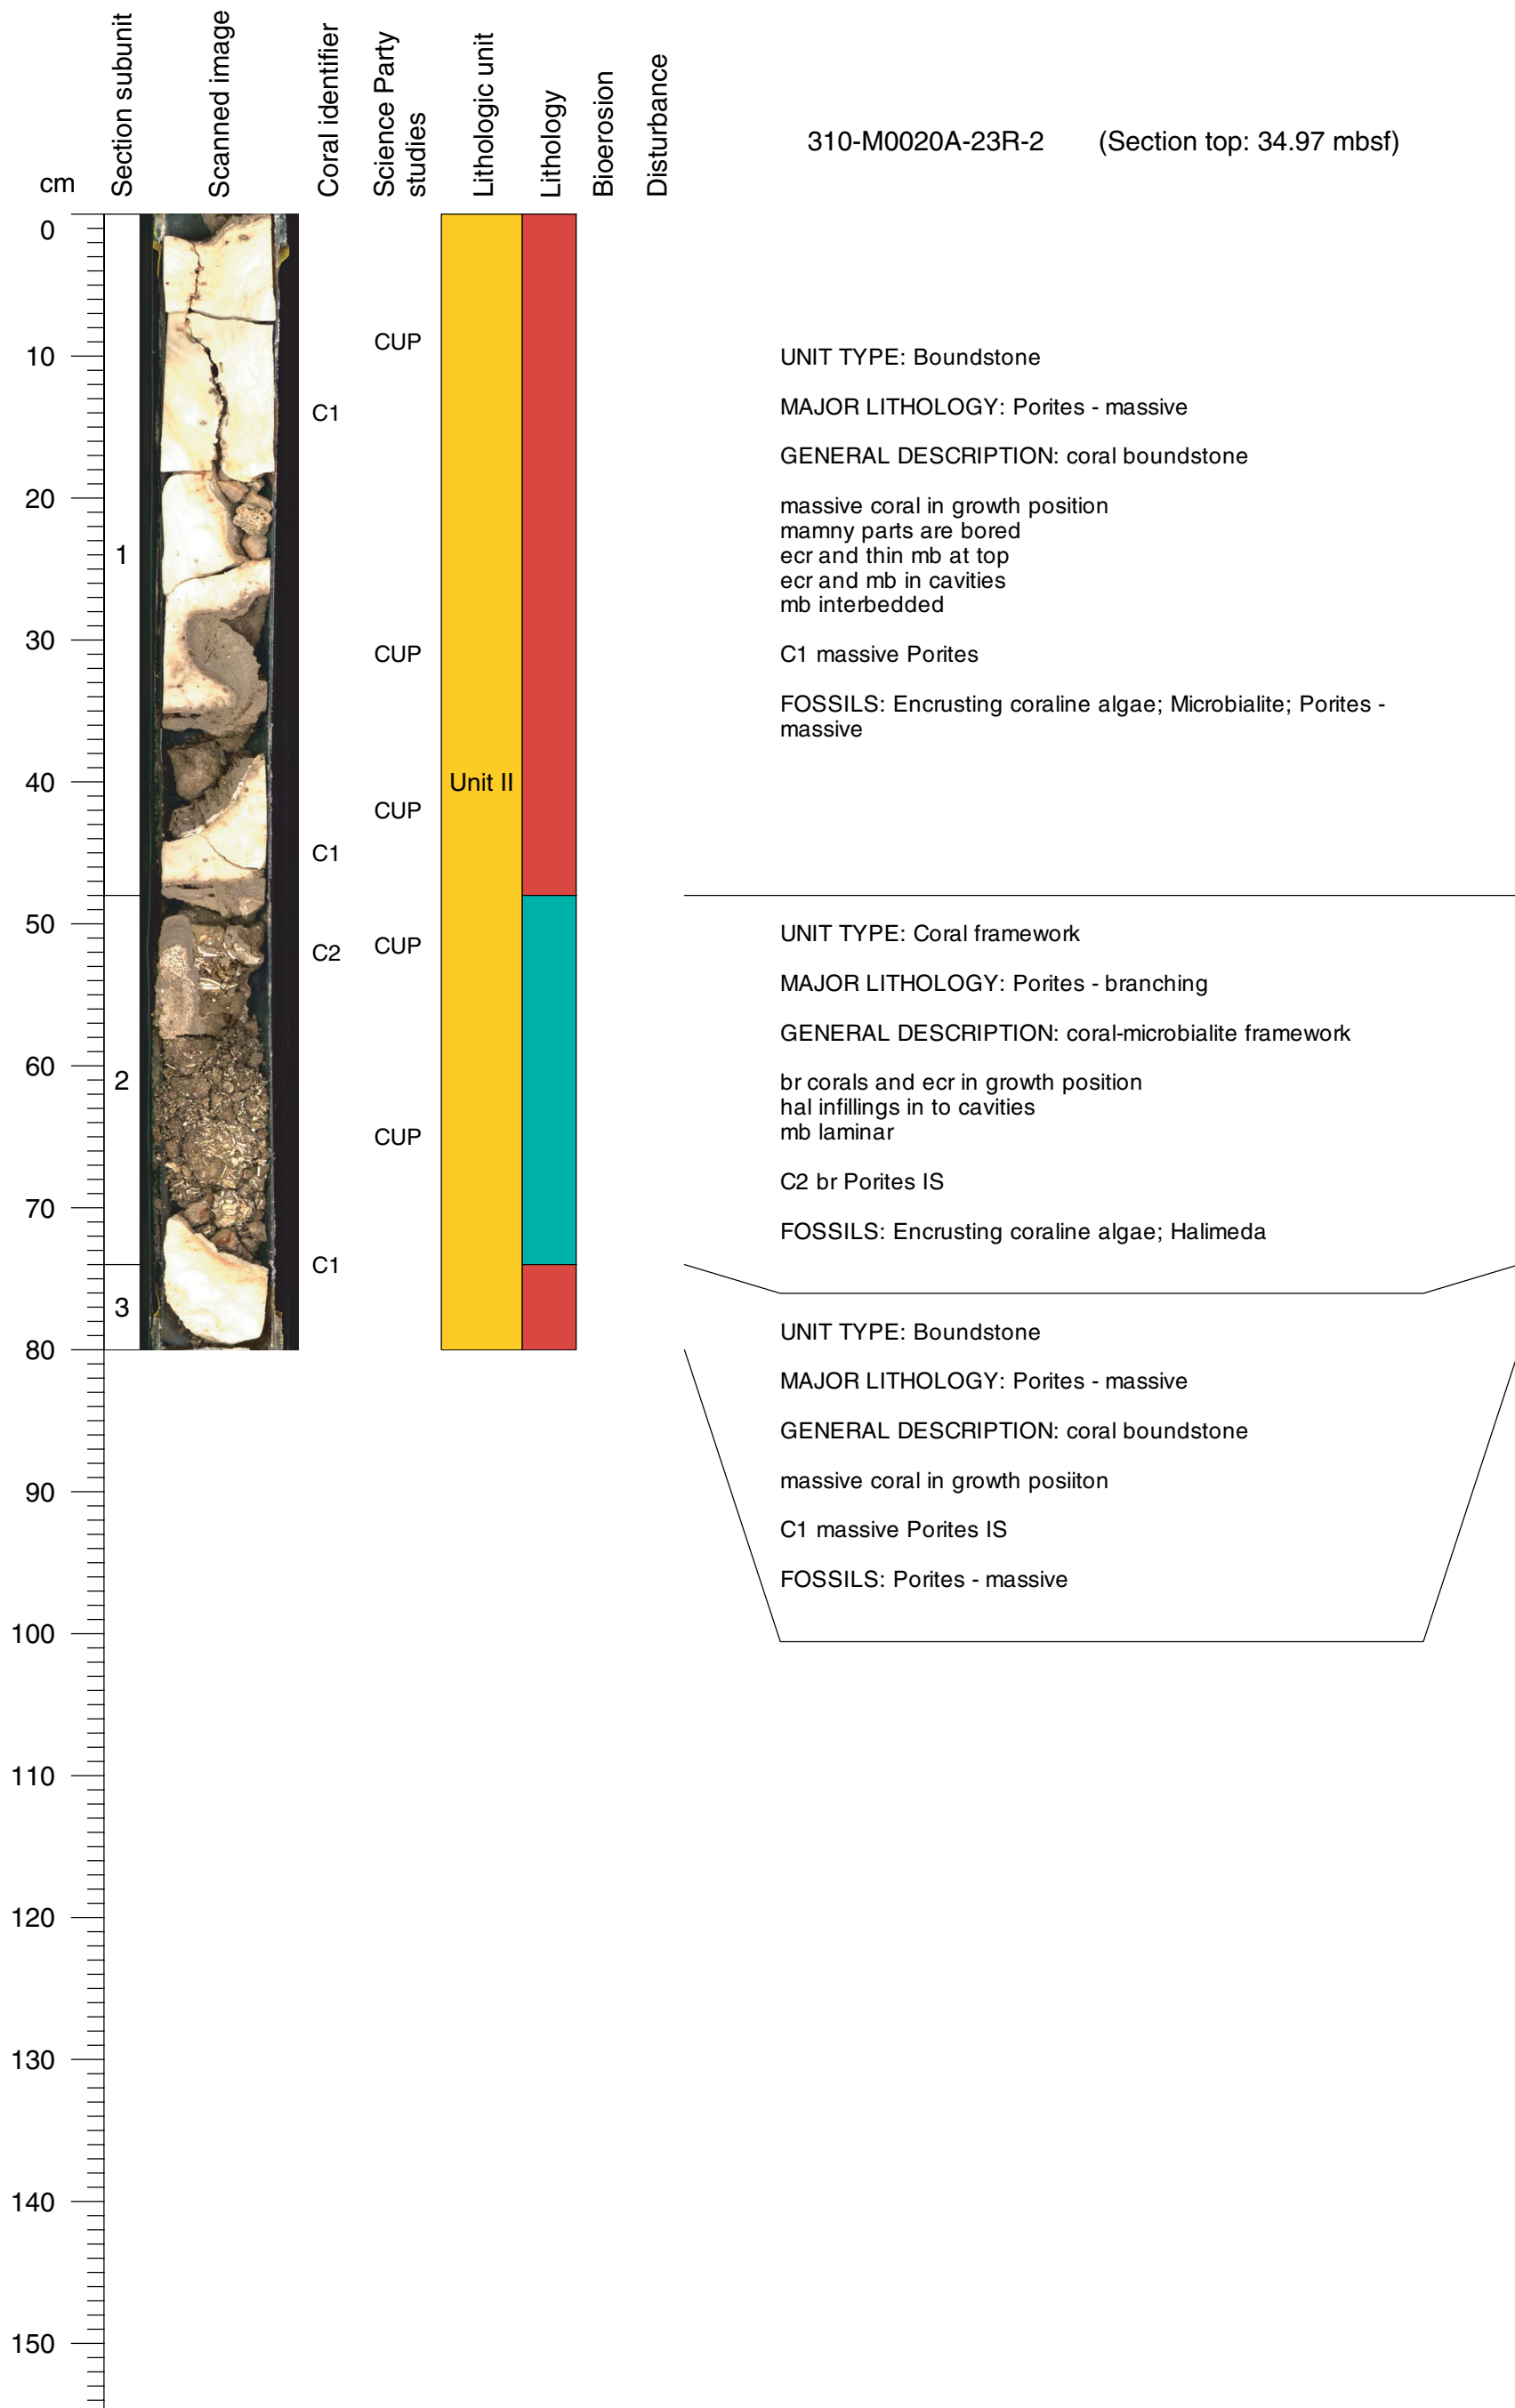 Section subunit
Scanned image
Coral identifier
Science Party
studies
Lithologic unit
Lithology
Bioerosion
Disturbance
310-M0020A-23R-2 (Section top: 34.97 mbsf)
cm
0
10
20
30
40
50
60
70
80
90
100
110
120
130
140
150
1
2
3
C1
C1
C2
C1
CUP
CUP
CUP
CUP
CUP
Unit II
UNIT TYPE: Boundstone
MAJOR LITHOLOGY: Porites - massive
GENERAL DESCRIPTION: coral boundstone
massive coral in growth position
mamny parts are bored
ecr and thin mb at top
ecr and mb in cavities
mb interbedded
C1 massive Porites
FOSSILS: Encrusting coraline algae; Microbialite; Porites -
massive
UNIT TYPE: Coral framework
MAJOR LITHOLOGY: Porites - branching
GENERAL DESCRIPTION: coral-microbialite framework
br corals and ecr in growth position
hal infillings in to cavities
mb laminar
C2 br Porites IS
FOSSILS: Encrusting coraline algae; Halimeda
UNIT TYPE: Boundstone
MAJOR LITHOLOGY: Porites - massive
GENERAL DESCRIPTION: coral boundstone
massive coral in growth posiiton
C1 massive Porites IS
FOSSILS: Porites - massive